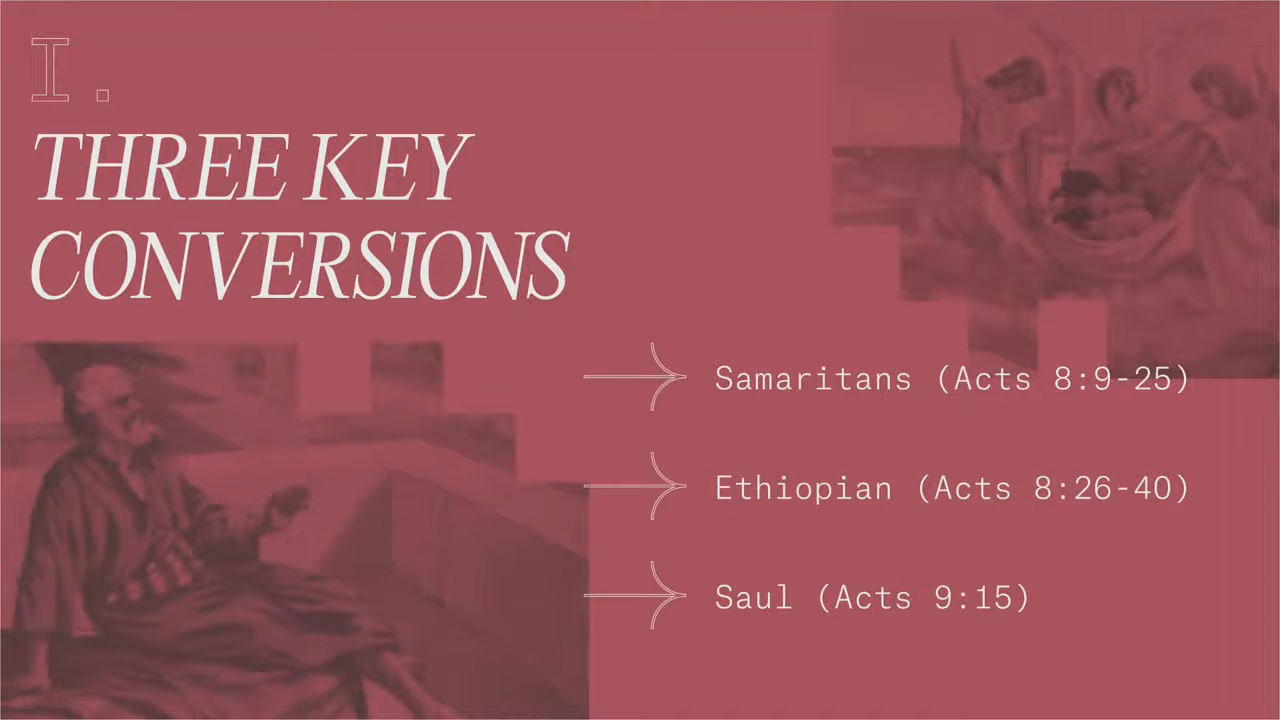 I.
THREE KEY
CONVERSIONS
Samaritans (Acts 8:9-25)
Ethiopian (Acts 8:26-40)
Saul (Acts 9:15)